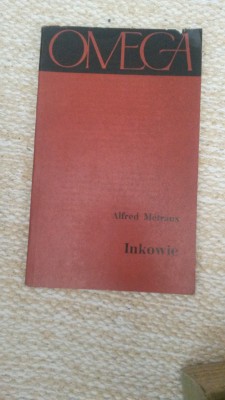 OMEGA
Alfred Métraux
Inkowie